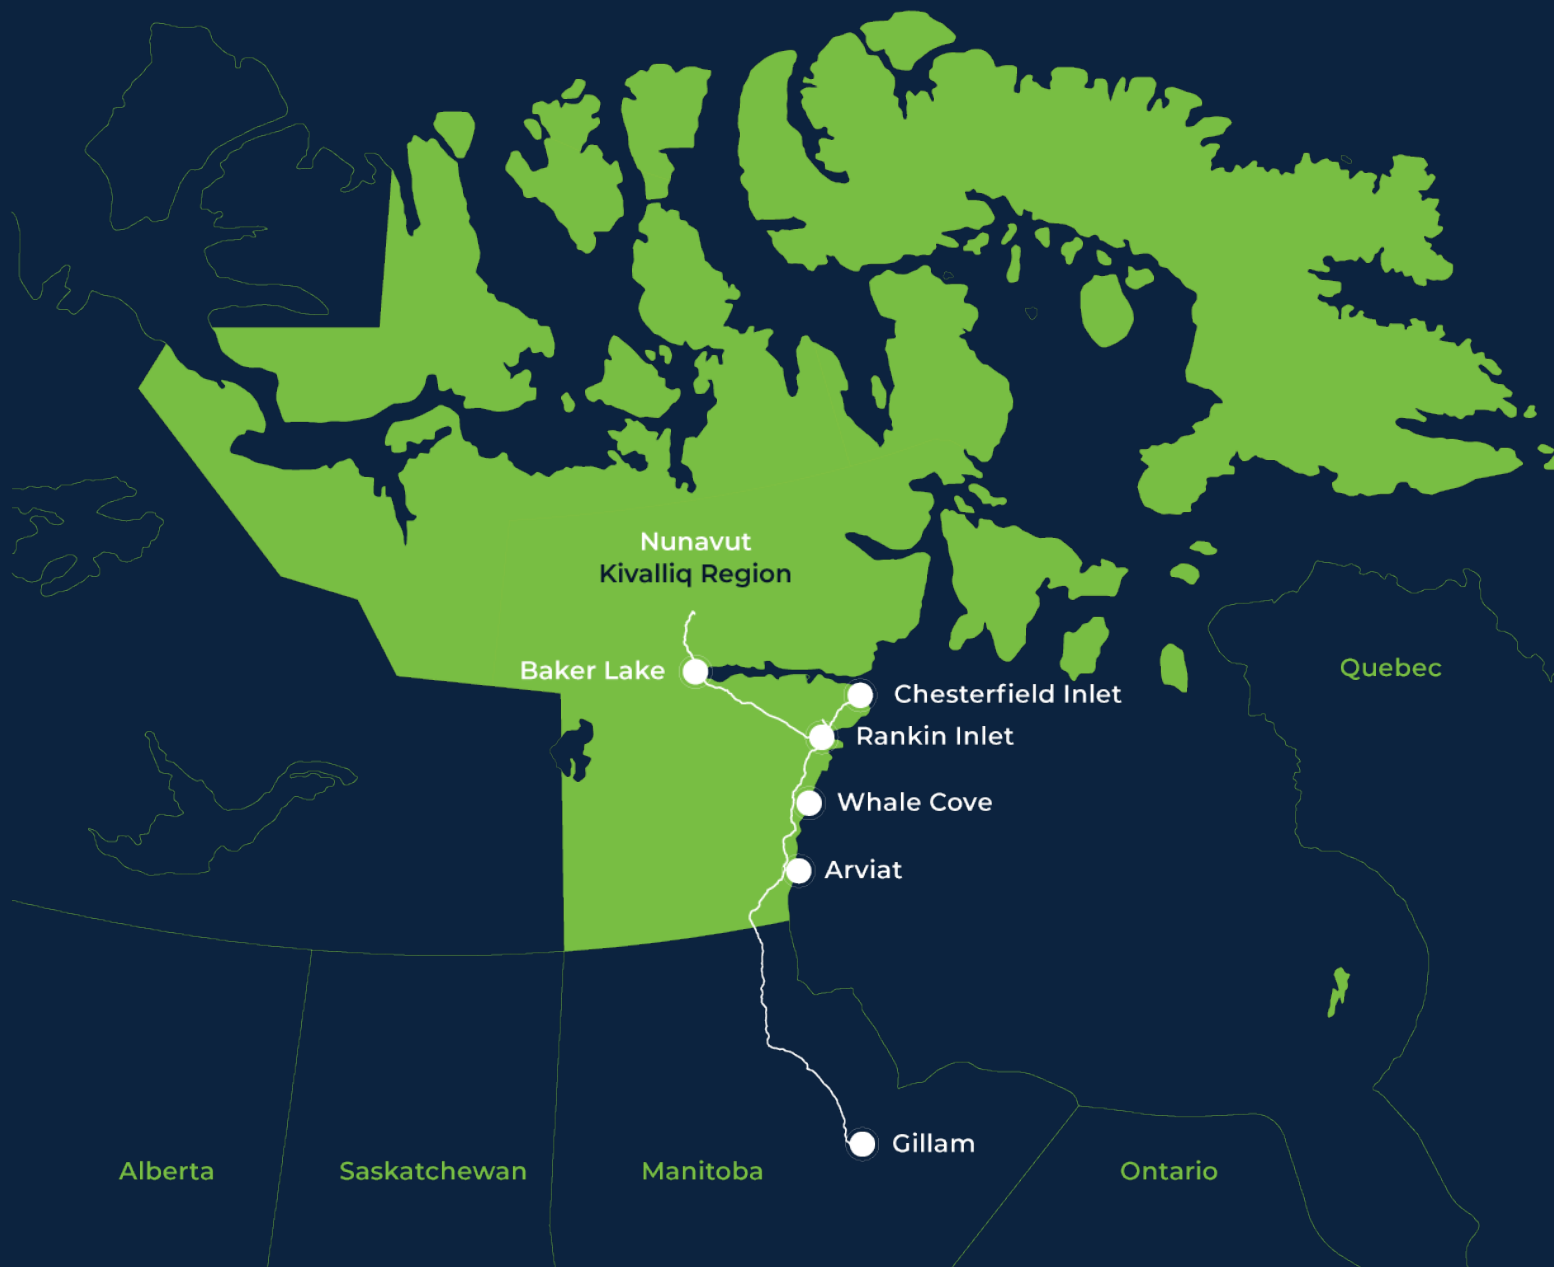 Nunavut
Kivalliq Region
Baker Lake
Chesterfield Inlet
Rankin Inlet
Whale Cove
Arviat
Quebec
Gillam
Alberta
Saskatchewan
Manitoba
Ontario